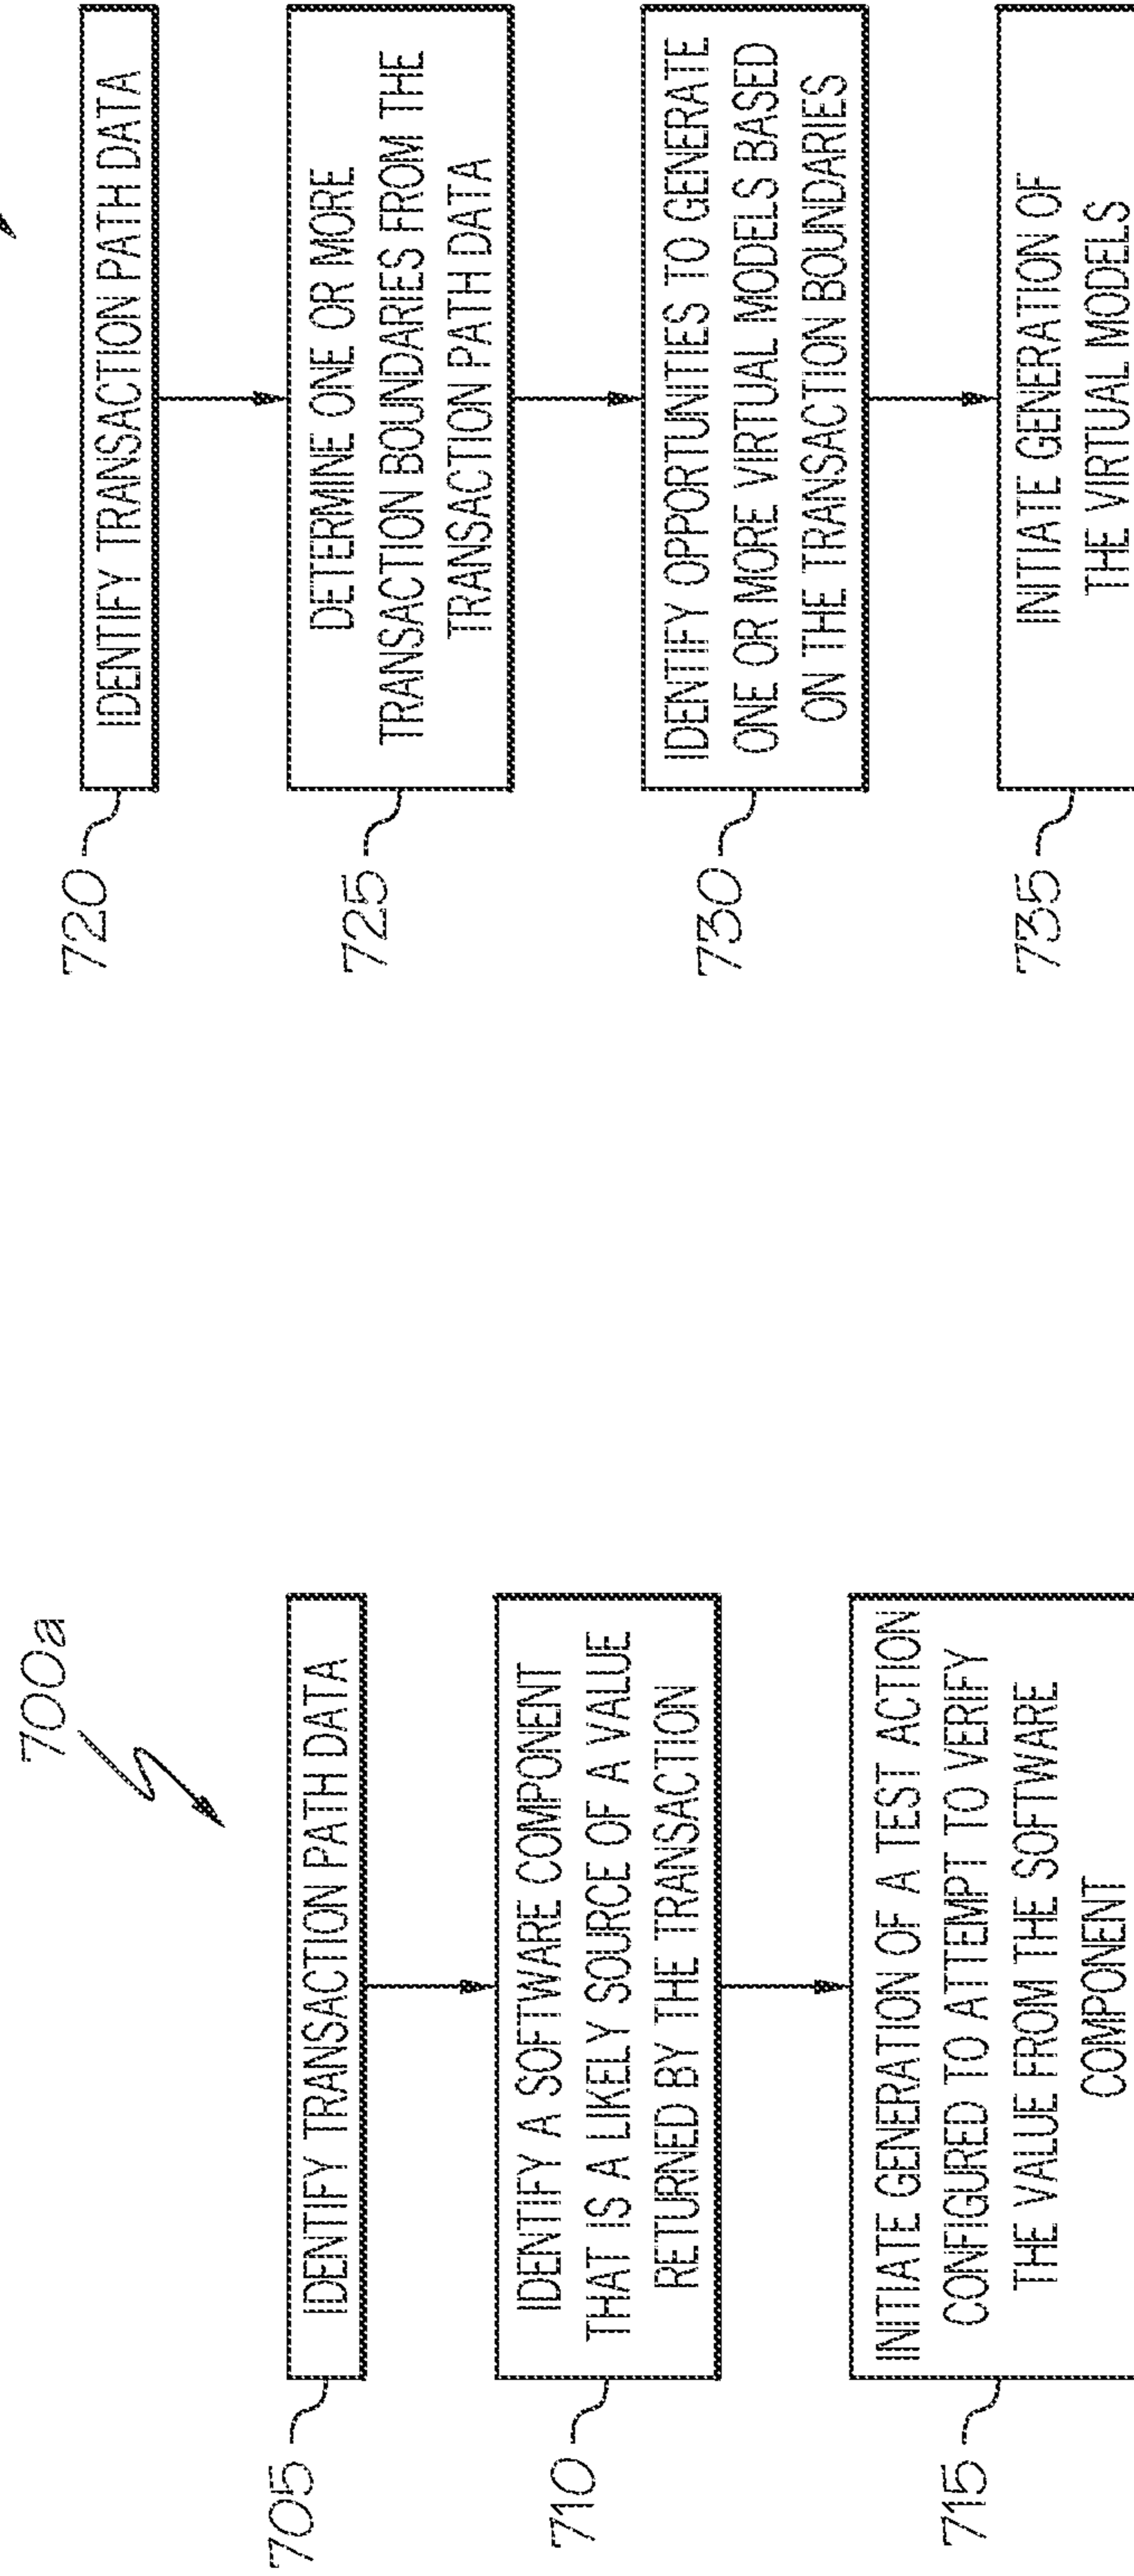 700a
705
IDENTIFY TRANSACTION PATH DATA
710
IDENTIFY A SOFTWARE COMPONENT
THAT IS A LIKELY SOURCE OF A VALUE
RETURNED BY THE TRANSACTION
715
INITIATE GENERATION OF A TEST ACTION
CONFIGURED TO ATTEMPT TO VERIFY
THE VALUE FROM THE SOFTWARE
COMPONENT
720
IDENTIFY TRANSACTION PATH DATA
725
DETERMINE ONE OR MORE
TRANSACTION BOUNDARIES FROM THE
TRANSACTION PATH DATA
730
IDENTIFY OPPORTUNITIES TO GENERATE
ONE OR MORE VIRTUAL MODELS BASED
ON THE TRANSACTION BOUNDARIES
735
INITIATE GENERATION OF
THE VIRTUAL MODELS